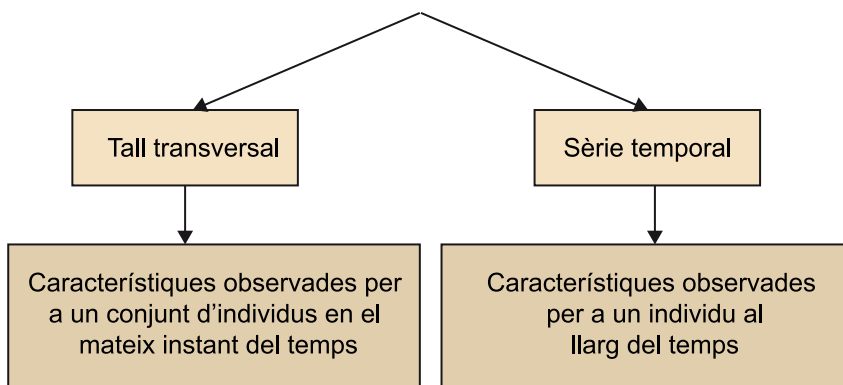 Tall transversal
Sèrie temporal
Característiques observades per
a un conjunt d’individus en el
mateix instant del temps
Característiques observades
per a un individu al
llarg del temps